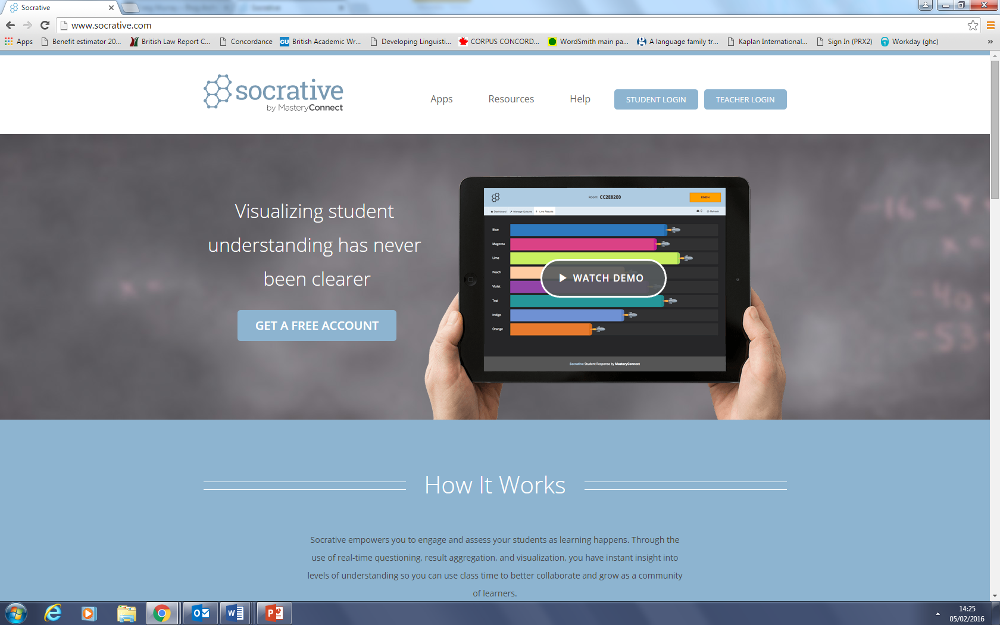 Socrative
www.socrative.com
Apps
Benefit estimator 20...
British Law Report C...
Concordance
CU British Academic Wr...
Developing Linguisti...
CORPUS CONCORD...
WordSmith main pa...
A language family tr...
Kaplan International...
Sign In (PRX2)
Workday (ghc)
»
socrative
by MasteryConnect
Apps
Resources
Help
STUDENT LOGIN
TEACHER LOGIN
Visualizing student
understanding has never
been clearer
GET A FREE ACCOUNT
Room: CC2E82E0
FINISH
Dashboard
Manage Quizzes
Live Results
0
Refresh
Blue
Magenta
Lime
Peach
Violet
Teal
Indigo
Orange
WATCH DEMO
Socrative Student Response by MasteryConnect
x =
-16 =
x =
-40
-53
How It Works
Socrative empowers you to engage and assess your students as learning happens. Through the
use of real-time questioning, result aggregation, and visualization, you have instant insight into
levels of understanding so you can use class time to better collaborate and grow as a community
of learners.
14:25
05/02/2016